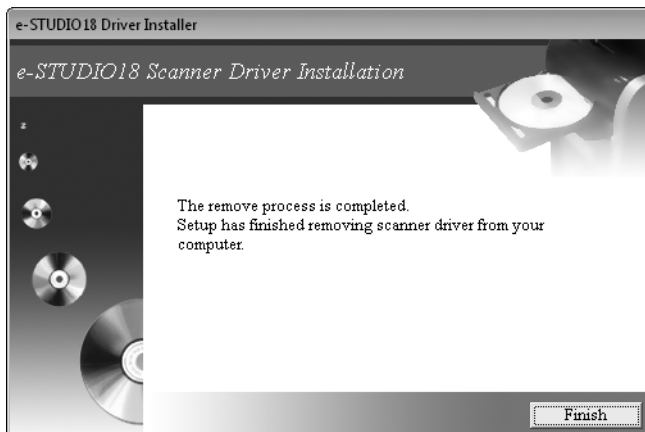 e-STUDIO18 Driver Installer
e-STUDIO18 Scanner Driver Installation
The remove process is completed.
Setup has finished removing scanner driver from your
computer.
Finish